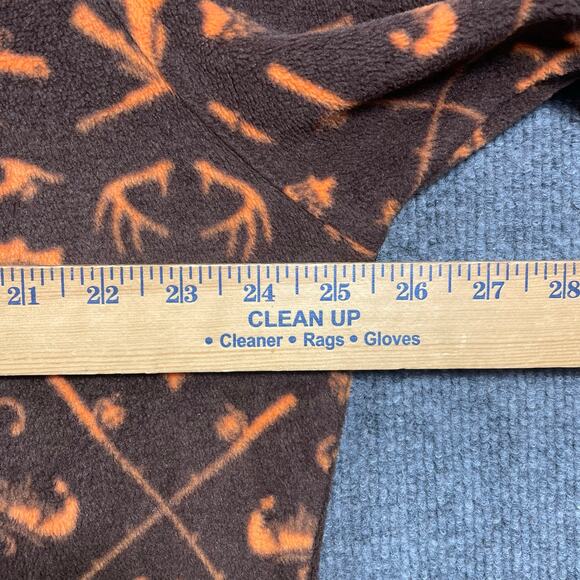 21 22 23 24 25 26 27 28
CLEAN UP
• Cleaner • Rags • Gloves